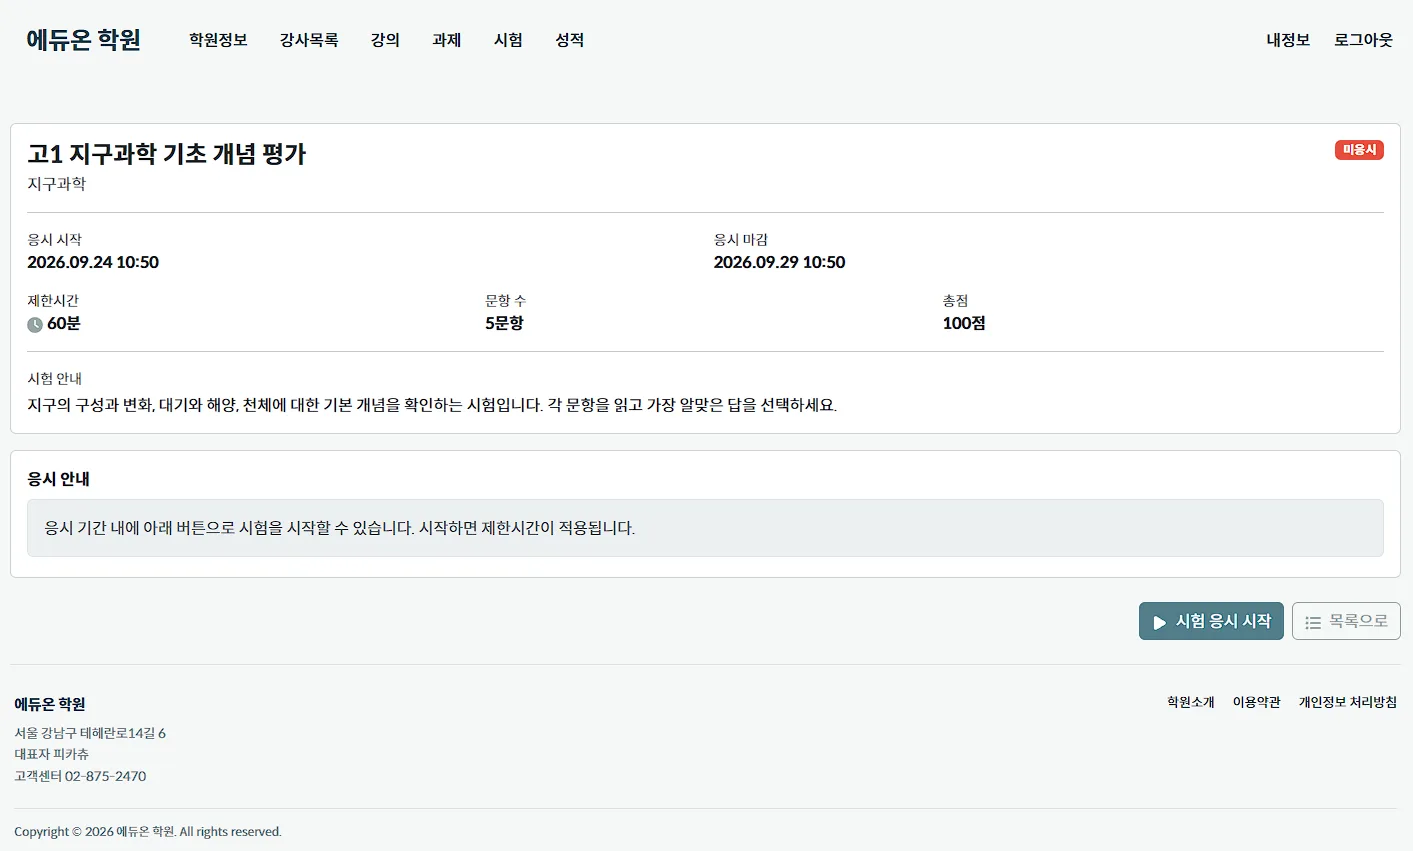 에듀온 학원 학원정보 강사목록 강의 과제 시험 성적 내정보 로그아웃
고1 지구과학 기초 개념 평가 미응시
지구과학
응시 시작 응시 마감
2026.09.24 10:50 2026.09.29 10:50
제한시간 문항 수 총점
60분 5문항 100점
시험 안내
지구의 구성과 변화, 대기와 해양, 천체에 대한 기본 개념을 확인하는 시험입니다. 각 문항을 읽고 가장 알맞은 답을 선택하세요.
응시 안내
응시 기간 내에 아래 버튼으로 시험을 시작할 수 있습니다. 시작하면 제한시간이 적용됩니다.
시험 응시 시작 목록으로
에듀온 학원 학원소개 이용약관 개인정보 처리방침
서울 강남구 테헤란로14길 6
대표자 피카츄
고객센터 02-875-2470
Copyright © 2026 에듀온 학원. All rights reserved.